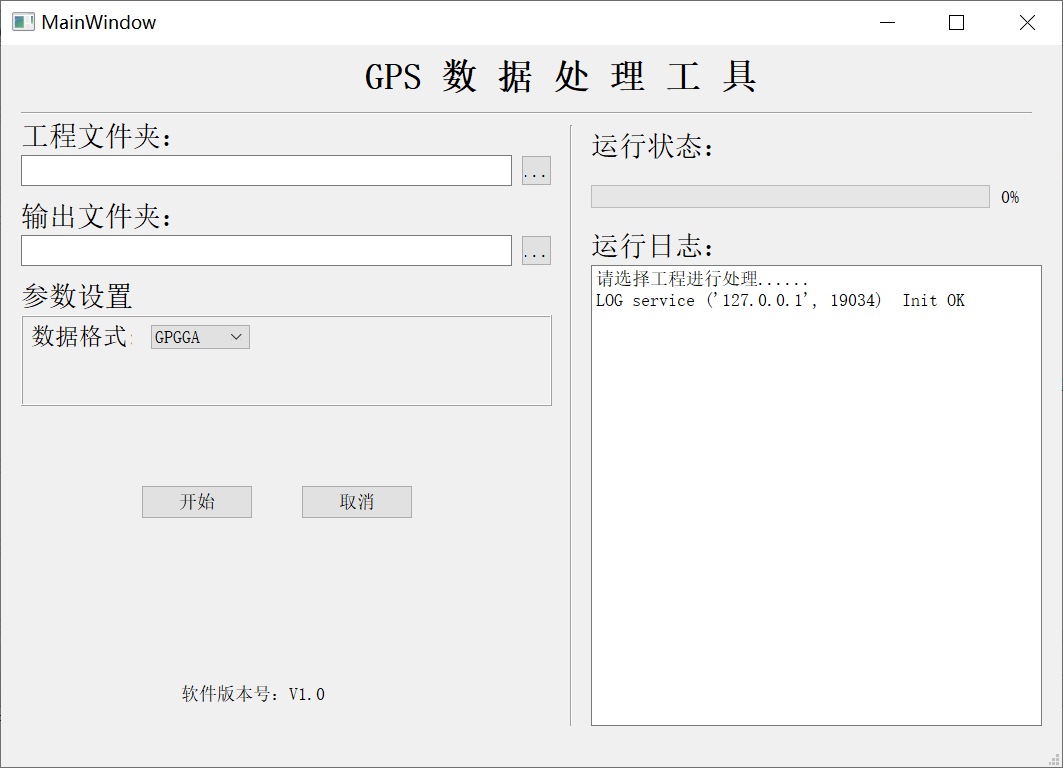 MainWindow
GPS 数 据 处 理 工 具
工程文件夹：
...
输出文件夹：
...
参数设置
数据格式：
GPGGA
开始
取消
软件版本号：V1.0
运行状态：
0%
运行日志：
请选择工程进行处理......
LOG service ('127.0.0.1', 19034)  Init OK